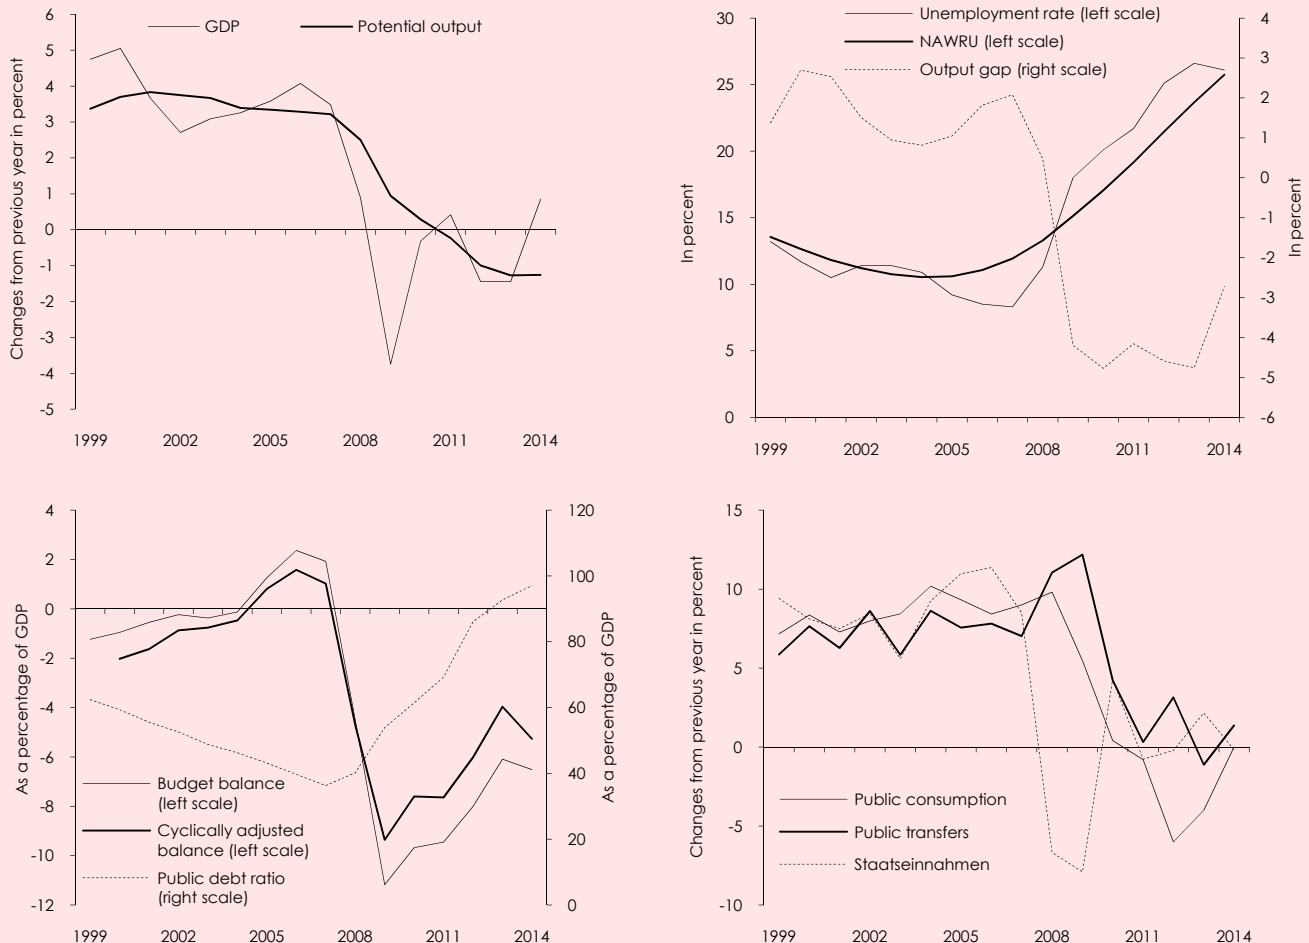 GDP
Potential output
Changes from previous year in percent
6
5
4
3
2
1
0
-1
-2
-3
-4
-5
1999 2002 2005 2008 2011 2014
Unemployment rate (left scale)
NAWRU (left scale)
Output gap (right scale)
In percent
30
25
20
15
10
5
0
4
3
2
1
0
-1
-2
-3
-4
-5
-6
In percent
1999 2002 2005 2008 2011 2014
As a percentage of GDP
4
2
0
-2
-4
-6
-8
-10
-12
120
100
80
60
40
20
0
As a percentage of GDP
Budget balance
(left scale)
Cyclically adjusted
balance (left scale)
Public debt ratio
(right scale)
1999 2002 2005 2008 2011 2014
Changes from previous year in percent
15
10
5
0
-5
-10
Public consumption
Public transfers
Staatseinnahmen
1999 2002 2005 2008 2011 2014